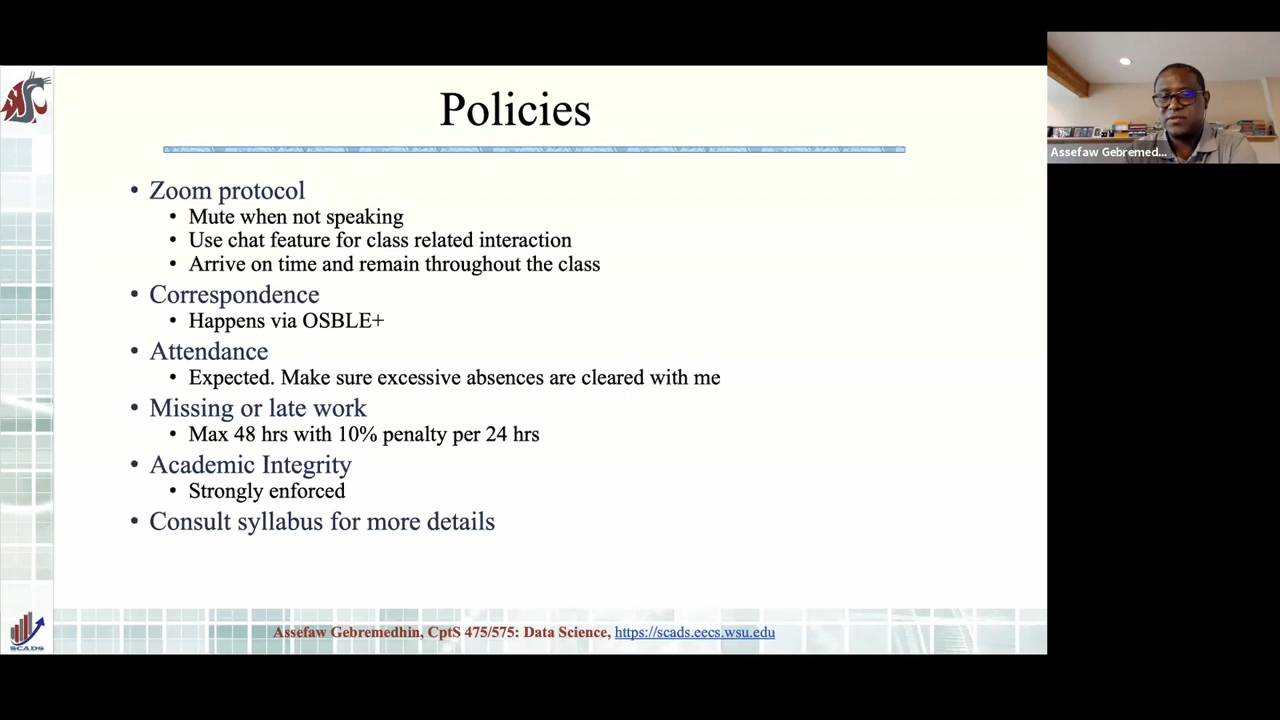 Policies
• Zoom protocol
• Mute when not speaking
• Use chat feature for class related interaction
• Arrive on time and remain throughout the class
• Correspondence
• Happens via OSBLE+
• Attendance
• Expected. Make sure excessive absences are cleared with me
• Missing or late work
• Max 48 hrs with 10% penalty per 24 hrs
• Academic Integrity
• Strongly enforced
• Consult syllabus for more details
Assefaw Gebremedhin, CptS 475/575: Data Science, https://scads.eecs.wsu.edu
SCADS
Assefaw Gebremed...